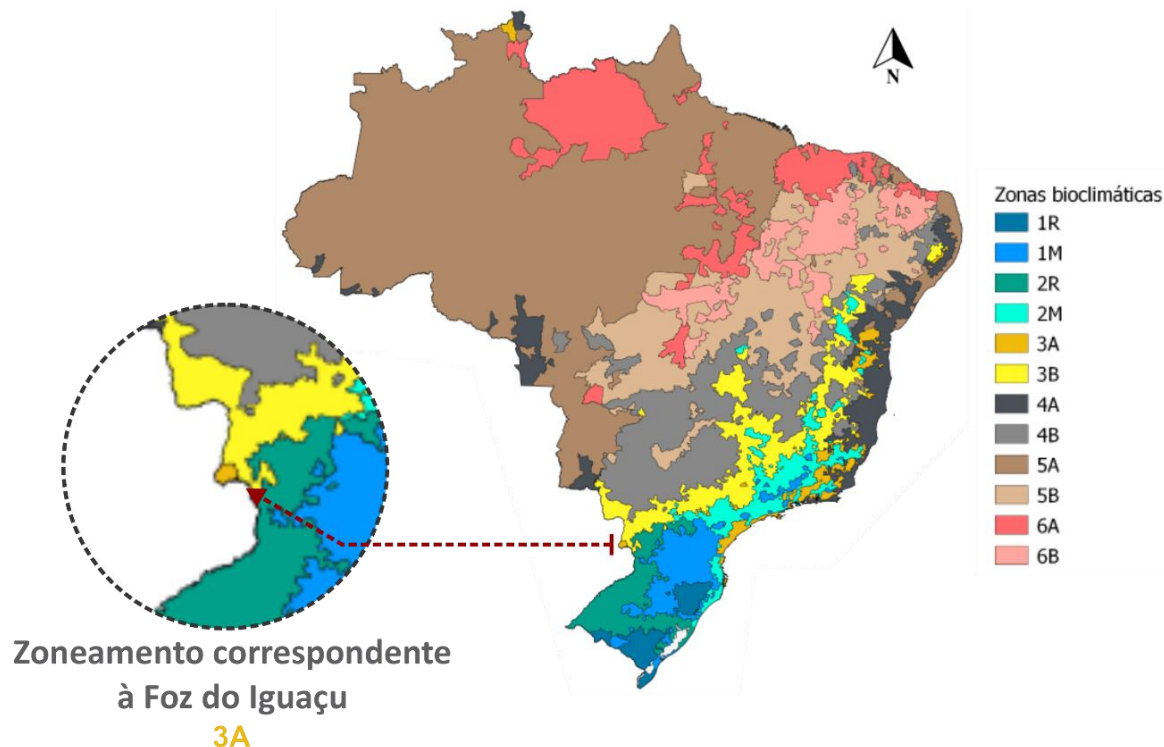 N
Zonas bioclimáticas
1R
1M
2R
2M
3A
3B
4A
4B
5A
5B
6A
6B
Zoneamento correspondente
à Foz do Iguaçu
3A